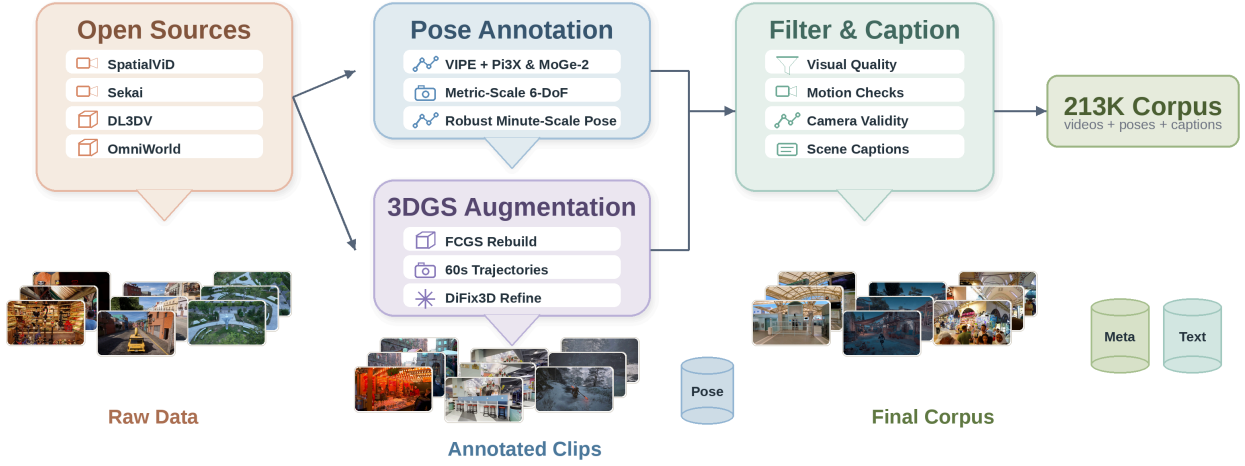 Open Sources
SpatialViD
Sekai
DL3DV
OmniWorld
Pose Annotation
VIPE + Pi3X & MoGe-2
Metric-Scale 6-DoF
Robust Minute-Scale Pose
3DGS Augmentation
FCGS Rebuild
60s Trajectories
DiFix3D Refine
Filter & Caption
Visual Quality
Motion Checks
Camera Validity
Scene Captions
213K Corpus
videos + poses + captions
Pose
Meta
Text
Raw Data
Annotated Clips
Final Corpus